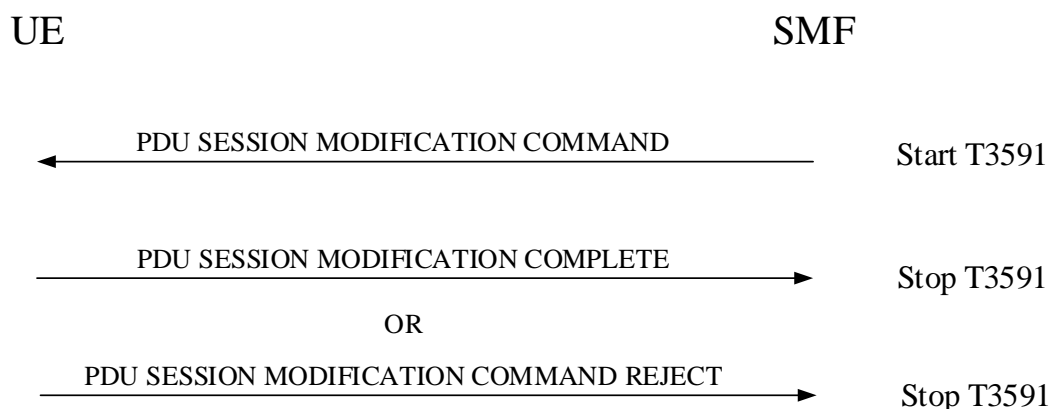 UE
SMF
PDU SESSION MODIFICATION COMMAND
Start T3591
PDU SESSION MODIFICATION COMPLETE
Stop T3591
OR
PDU SESSION MODIFICATION COMMAND REJECT
Stop T3591